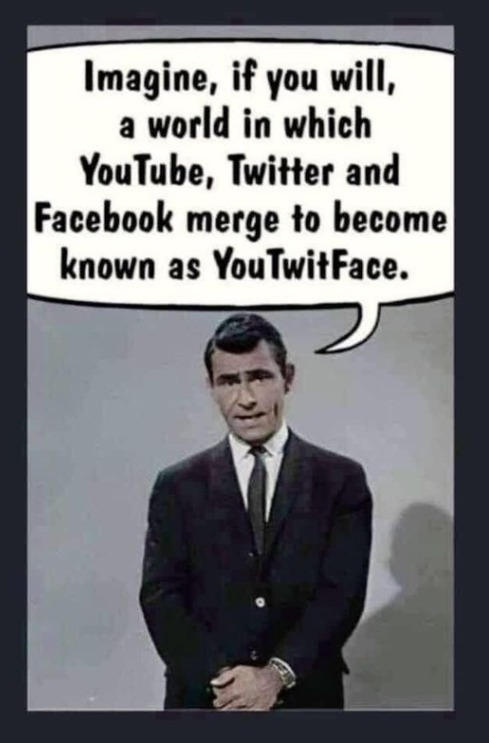 Imagine, if you will,
a world in which
YouTube, Twitter and
Facebook merge to become
known as YouTwitFace.